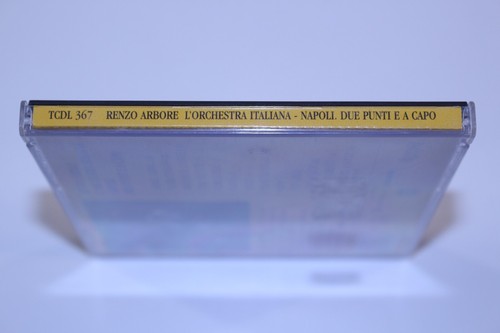 TCDL 367 RENZO ARBORE L'ORCHESTRA ITALIANA - NAPOLI. DUE PUNTI E A CAPO